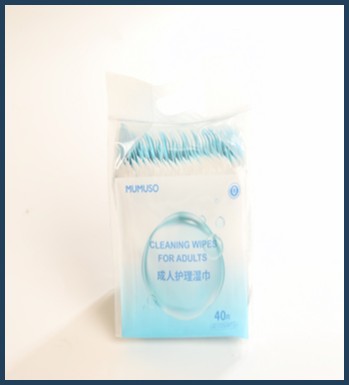 MUMUSO
CLEANING WIPES
FOR ADULTS
成人护理湿巾
40